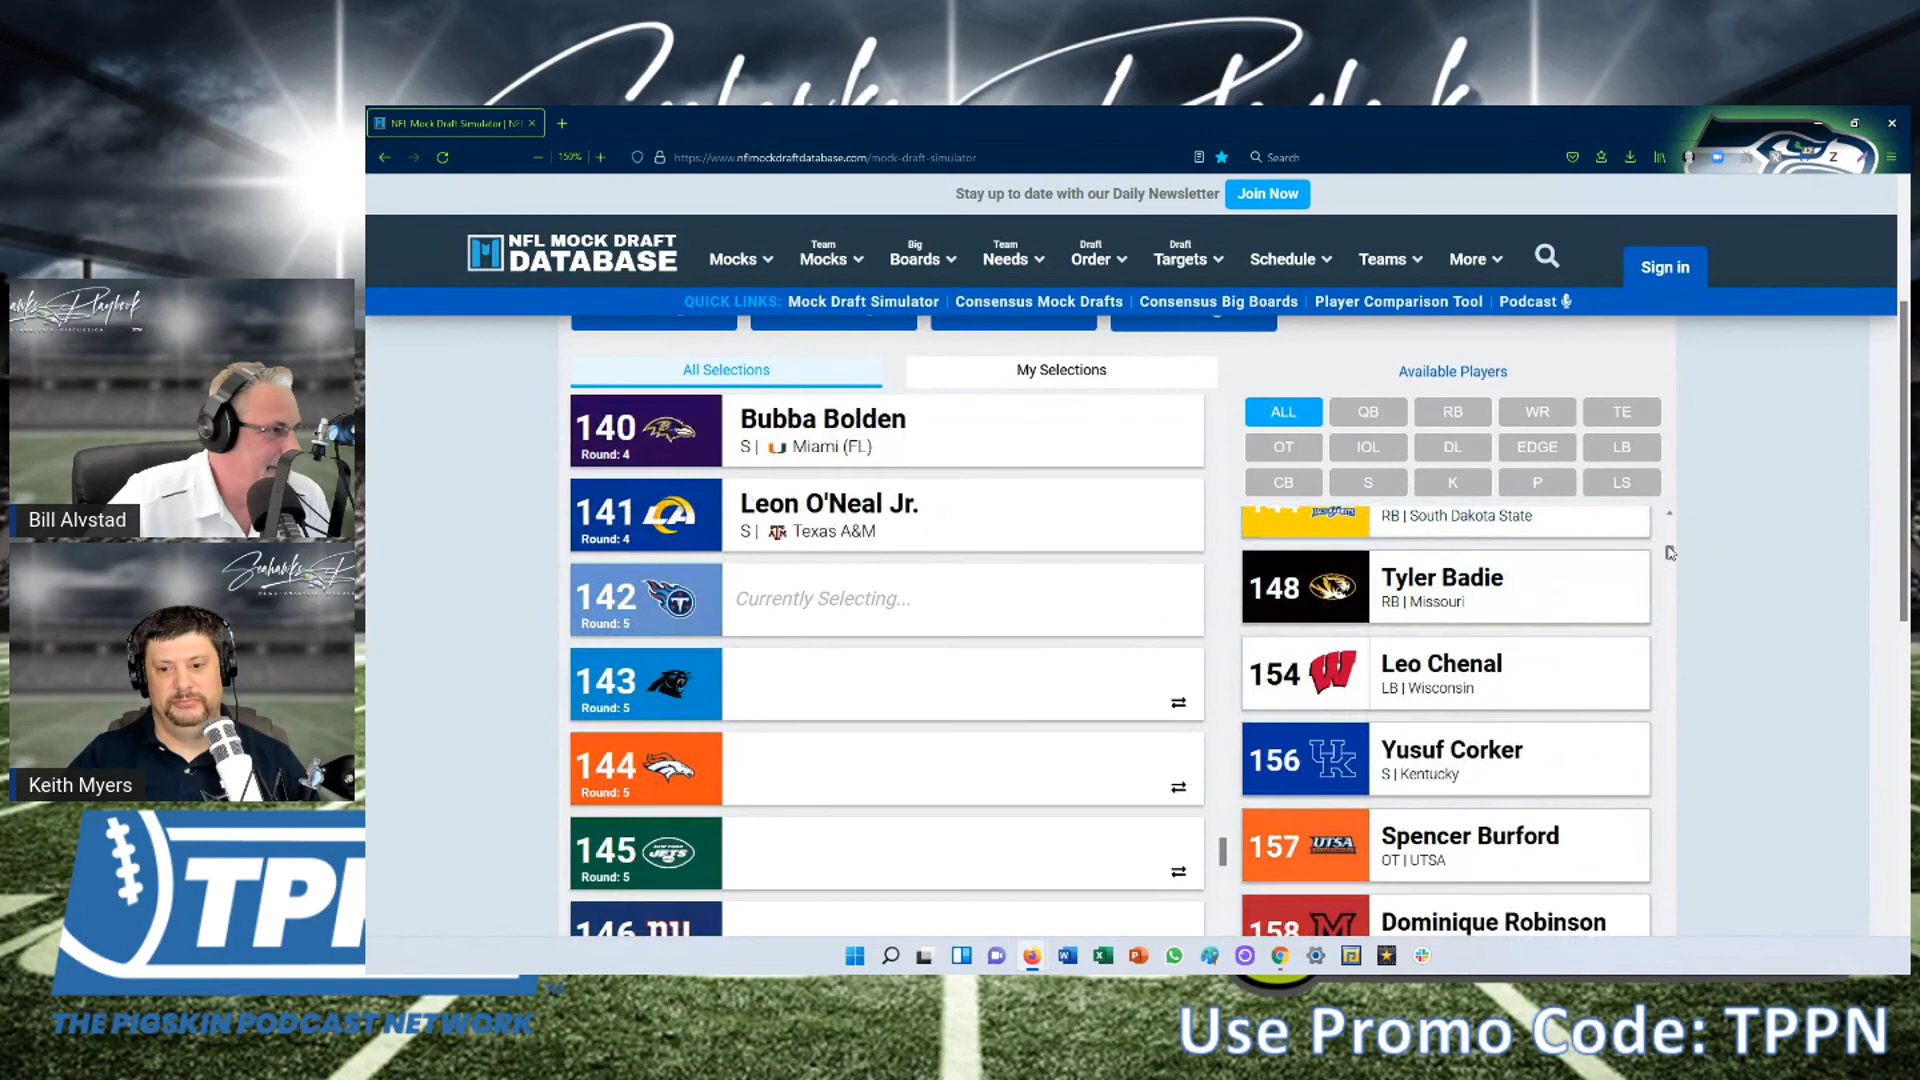 Seahawks Playbook
NFL Mock Draft Simulator | NFL
150%
https://www.nflmockdraftdatabase.com/mock-draft-simulator
Search
Stay up to date with our Daily Newsletter
Join Now
NFL MOCK DRAFT
DATABASE
Mocks
Team
Mocks
Big
Boards
Team
Needs
Draft
Order
Draft
Targets
Schedule
Teams
More
Sign in
QUICK LINKS: Mock Draft Simulator | Consensus Mock Drafts | Consensus Big Boards | Player Comparison Tool | Podcast
All Selections
My Selections
140
Round: 4
Bubba Bolden
S | Miami (FL)
141
Round: 4
Leon O'Neal Jr.
S | Texas A&M
142
Round: 5
Currently Selecting...
143
Round: 5
144
Round: 5
145
Round: 5
JETS
146
ny
Available Players
ALL QB RB WR TE
OT IOL DL EDGE LB
CB S K P LS
RB | South Dakota State
148
Tyler Badie
RB | Missouri
154
Leo Chenal
LB | Wisconsin
156
Yusuf Corker
S | Kentucky
157
UTSA
Spencer Burford
OT | UTSA
158
Dominique Robinson
Bill Alvstad
Keith Myers
TPP
THE PIGSKIN PODCAST NETWORK
Use Promo Code: TPPN